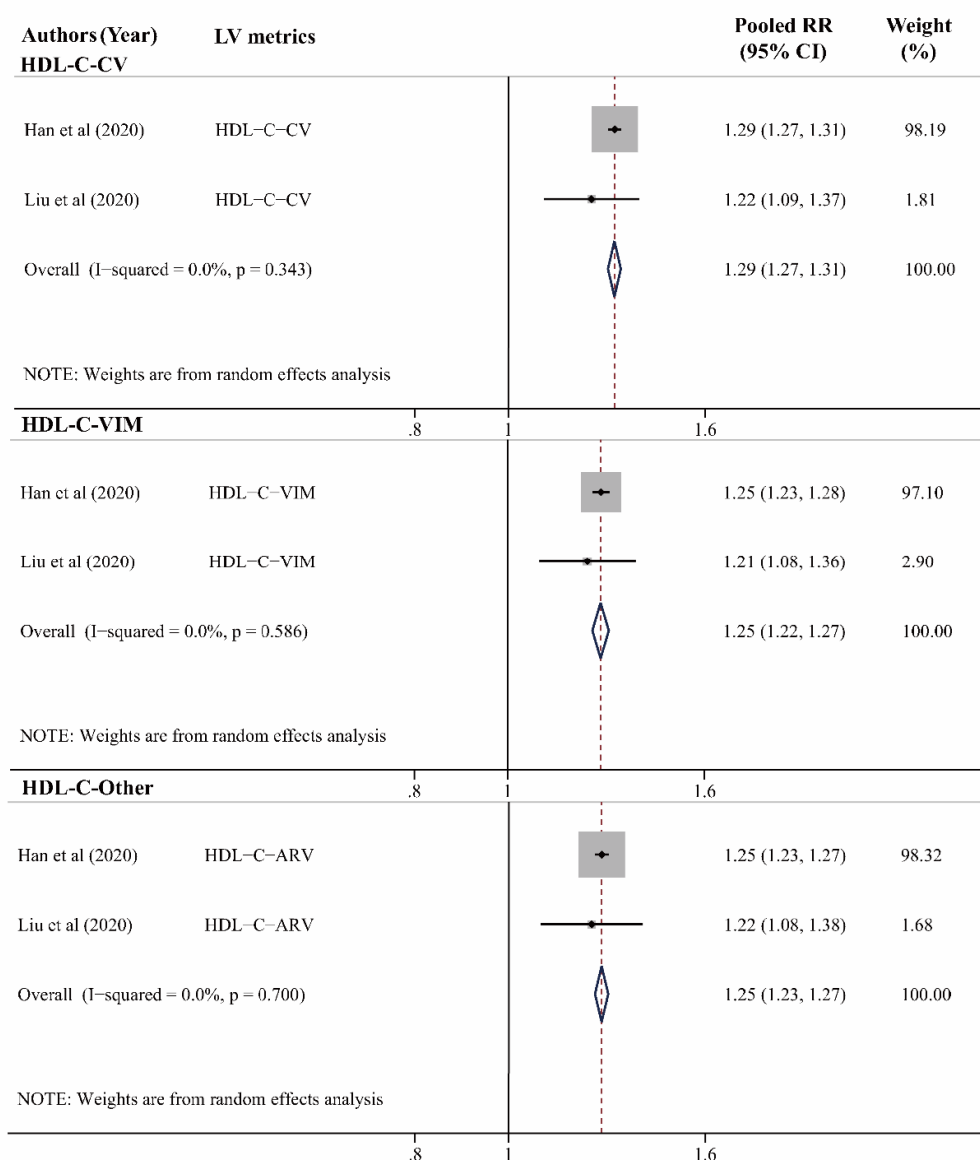 Authors (Year) LV metrics Pooled RR (95% CI) Weight (%)
HDL-C-CV
Han et al (2020) HDL−C−CV 1.29 (1.27, 1.31) 98.19
Liu et al (2020) HDL−C−CV 1.22 (1.09, 1.37) 1.81
Overall (I−squared = 0.0%, p = 0.343) 1.29 (1.27, 1.31) 100.00
NOTE: Weights are from random effects analysis
.8 1 1.6
HDL-C-VIM
Han et al (2020) HDL−C−VIM 1.25 (1.23, 1.28) 97.10
Liu et al (2020) HDL−C−VIM 1.21 (1.08, 1.36) 2.90
Overall (I−squared = 0.0%, p = 0.586) 1.25 (1.22, 1.27) 100.00
NOTE: Weights are from random effects analysis
.8 1 1.6
HDL-C-Other
Han et al (2020) HDL−C−ARV 1.25 (1.23, 1.27) 98.32
Liu et al (2020) HDL−C−ARV 1.22 (1.08, 1.38) 1.68
Overall (I−squared = 0.0%, p = 0.700) 1.25 (1.23, 1.27) 100.00
NOTE: Weights are from random effects analysis
.8 1 1.6